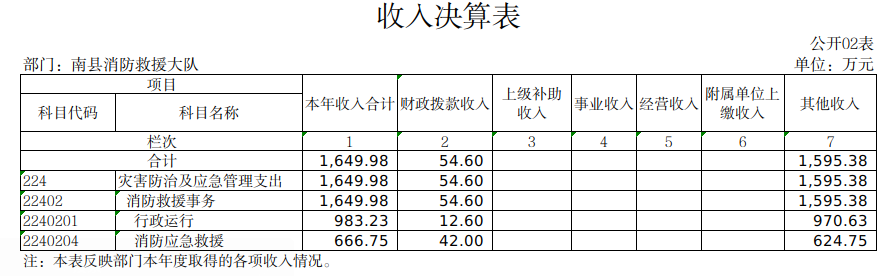 收入决算表
公开02表
部门：南县消防救援大队 单位：万元
项目 本年收入合计 财政拨款收入 上级补助收入 事业收入 经营收入 附属单位上缴收入 其他收入
科目代码 科目名称
栏次 1 2 3 4 5 6 7
合计 1,649.98 54.60 1,595.38
224 灾害防治及应急管理支出 1,649.98 54.60 1,595.38
22402 消防救援事务 1,649.98 54.60 1,595.38
2240201 行政运行 983.23 12.60 970.63
2240204 消防应急救援 666.75 42.00 624.75
注：本表反映部门本年度取得的各项收入情况。